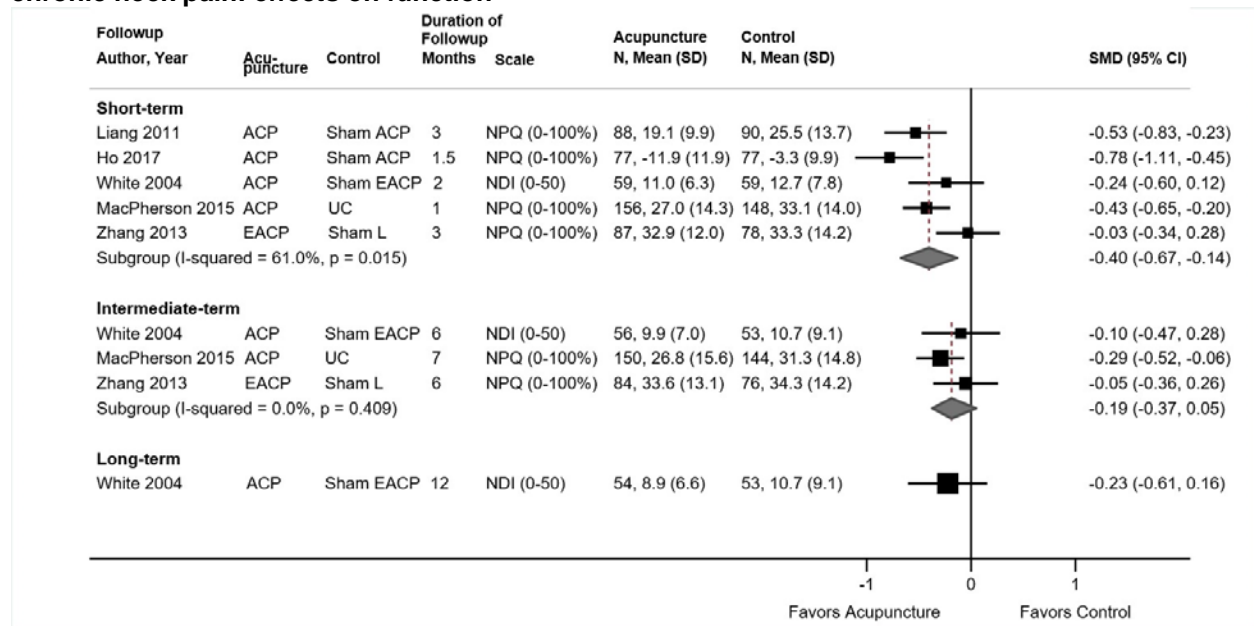 Followup
Author, Year Acu-puncture Control Duration of Followup Months Scale Acupuncture N, Mean (SD) Control N, Mean (SD) SMD (95% CI)
Short-term
Liang 2011 ACP Sham ACP 3 NPQ (0-100%) 88, 19.1 (9.9) 90, 25.5 (13.7) -0.53 (-0.83, -0.23)
Ho 2017 ACP Sham ACP 1.5 NPQ (0-100%) 77, -11.9 (11.9) 77, -3.3 (9.9) -0.78 (-1.11, -0.45)
White 2004 ACP Sham EACP 2 NDI (0-50) 59, 11.0 (6.3) 59, 12.7 (7.8) -0.24 (-0.60, 0.12)
MacPherson 2015 ACP UC 1 NPQ (0-100%) 156, 27.0 (14.3) 148, 33.1 (14.0) -0.43 (-0.65, -0.20)
Zhang 2013 EACP Sham L 3 NPQ (0-100%) 87, 32.9 (12.0) 78, 33.3 (14.2) -0.03 (-0.34, 0.28)
Subgroup (I-squared = 61.0%, p = 0.015) -0.40 (-0.67, -0.14)
Intermediate-term
White 2004 ACP Sham EACP 6 NDI (0-50) 56, 9.9 (7.0) 53, 10.7 (9.1) -0.10 (-0.47, 0.28)
MacPherson 2015 ACP UC 7 NPQ (0-100%) 150, 26.8 (15.6) 144, 31.3 (14.8) -0.29 (-0.52, -0.06)
Zhang 2013 EACP Sham L 6 NPQ (0-100%) 84, 33.6 (13.1) 76, 34.3 (14.2) -0.05 (-0.36, 0.26)
Subgroup (I-squared = 0.0%, p = 0.409) -0.19 (-0.37, 0.05)
Long-term
White 2004 ACP Sham EACP 12 NDI (0-50) 54, 8.9 (6.6) 53, 10.7 (9.1) -0.23 (-0.61, 0.16)
-1 0 1
Favors Acupuncture Favors Control